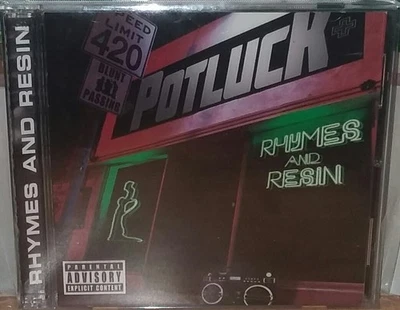 RHYMES AND RESIN
SPEED
LIMIT
420
BLUNT
PASSING
POTLUCK
RHYMES
AND
RESIN
PARENTAL
ADVISORY
EXPLICIT CONTENT